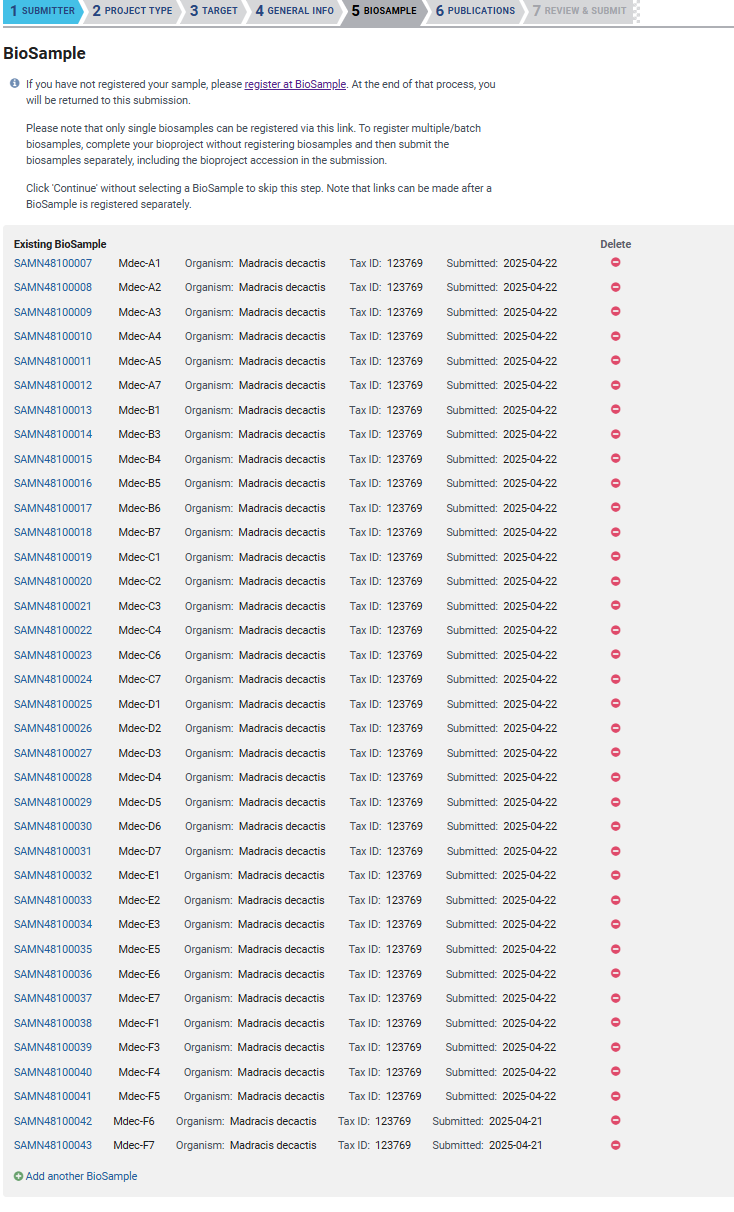 1 SUBMITTER 2 PROJECT TYPE 3 TARGET 4 GENERAL INFO 5 BIOSAMPLE 6 PUBLICATIONS 7 REVIEW & SUBMIT
BioSample
If you have not registered your sample, please register at BioSample. At the end of that process, you
will be returned to this submission.
Please note that only single biosamples can be registered via this link. To register multiple/batch
biosamples, complete your bioproject without registering biosamples and then submit the
biosamples separately, including the bioproject accession in the submission.
Click 'Continue' without selecting a BioSample to skip this step. Note that links can be made after a
BioSample is registered separately.
Existing BioSample Delete
SAMN48100007 Mdec-A1 Organism: Madracis decactis Tax ID: 123769 Submitted: 2025-04-22
SAMN48100008 Mdec-A2 Organism: Madracis decactis Tax ID: 123769 Submitted: 2025-04-22
SAMN48100009 Mdec-A3 Organism: Madracis decactis Tax ID: 123769 Submitted: 2025-04-22
SAMN48100010 Mdec-A4 Organism: Madracis decactis Tax ID: 123769 Submitted: 2025-04-22
SAMN48100011 Mdec-A5 Organism: Madracis decactis Tax ID: 123769 Submitted: 2025-04-22
SAMN48100012 Mdec-A7 Organism: Madracis decactis Tax ID: 123769 Submitted: 2025-04-22
SAMN48100013 Mdec-B1 Organism: Madracis decactis Tax ID: 123769 Submitted: 2025-04-22
SAMN48100014 Mdec-B3 Organism: Madracis decactis Tax ID: 123769 Submitted: 2025-04-22
SAMN48100015 Mdec-B4 Organism: Madracis decactis Tax ID: 123769 Submitted: 2025-04-22
SAMN48100016 Mdec-B5 Organism: Madracis decactis Tax ID: 123769 Submitted: 2025-04-22
SAMN48100017 Mdec-B6 Organism: Madracis decactis Tax ID: 123769 Submitted: 2025-04-22
SAMN48100018 Mdec-B7 Organism: Madracis decactis Tax ID: 123769 Submitted: 2025-04-22
SAMN48100019 Mdec-C1 Organism: Madracis decactis Tax ID: 123769 Submitted: 2025-04-22
SAMN48100020 Mdec-C2 Organism: Madracis decactis Tax ID: 123769 Submitted: 2025-04-22
SAMN48100021 Mdec-C3 Organism: Madracis decactis Tax ID: 123769 Submitted: 2025-04-22
SAMN48100022 Mdec-C4 Organism: Madracis decactis Tax ID: 123769 Submitted: 2025-04-22
SAMN48100023 Mdec-C6 Organism: Madracis decactis Tax ID: 123769 Submitted: 2025-04-22
SAMN48100024 Mdec-C7 Organism: Madracis decactis Tax ID: 123769 Submitted: 2025-04-22
SAMN48100025 Mdec-D1 Organism: Madracis decactis Tax ID: 123769 Submitted: 2025-04-22
SAMN48100026 Mdec-D2 Organism: Madracis decactis Tax ID: 123769 Submitted: 2025-04-22
SAMN48100027 Mdec-D3 Organism: Madracis decactis Tax ID: 123769 Submitted: 2025-04-22
SAMN48100028 Mdec-D4 Organism: Madracis decactis Tax ID: 123769 Submitted: 2025-04-22
SAMN48100029 Mdec-D5 Organism: Madracis decactis Tax ID: 123769 Submitted: 2025-04-22
SAMN48100030 Mdec-D6 Organism: Madracis decactis Tax ID: 123769 Submitted: 2025-04-22
SAMN48100031 Mdec-D7 Organism: Madracis decactis Tax ID: 123769 Submitted: 2025-04-22
SAMN48100032 Mdec-E1 Organism: Madracis decactis Tax ID: 123769 Submitted: 2025-04-22
SAMN48100033 Mdec-E2 Organism: Madracis decactis Tax ID: 123769 Submitted: 2025-04-22
SAMN48100034 Mdec-E3 Organism: Madracis decactis Tax ID: 123769 Submitted: 2025-04-22
SAMN48100035 Mdec-E5 Organism: Madracis decactis Tax ID: 123769 Submitted: 2025-04-22
SAMN48100036 Mdec-E6 Organism: Madracis decactis Tax ID: 123769 Submitted: 2025-04-22
SAMN48100037 Mdec-E7 Organism: Madracis decactis Tax ID: 123769 Submitted: 2025-04-22
SAMN48100038 Mdec-F1 Organism: Madracis decactis Tax ID: 123769 Submitted: 2025-04-22
SAMN48100039 Mdec-F3 Organism: Madracis decactis Tax ID: 123769 Submitted: 2025-04-22
SAMN48100040 Mdec-F4 Organism: Madracis decactis Tax ID: 123769 Submitted: 2025-04-22
SAMN48100041 Mdec-F5 Organism: Madracis decactis Tax ID: 123769 Submitted: 2025-04-22
SAMN48100042 Mdec-F6 Organism: Madracis decactis Tax ID: 123769 Submitted: 2025-04-21
SAMN48100043 Mdec-F7 Organism: Madracis decactis Tax ID: 123769 Submitted: 2025-04-21
Add another BioSample